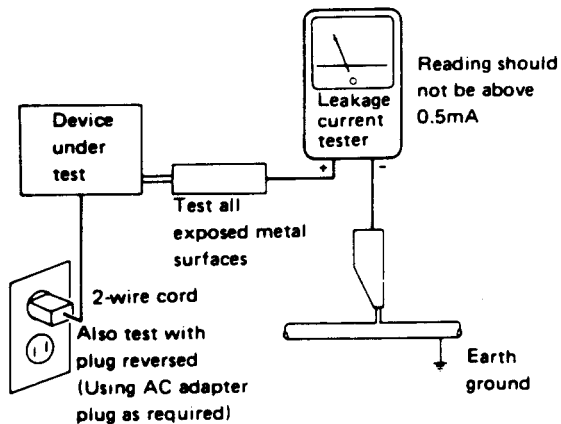 Reading should
not be above
0.5mA
Leakage
current
tester
+ -
Device
under
test
Test all
exposed metal
surfaces
2-wire cord
Also test with
plug reversed
(Using AC adapter
plug as required)
Earth
ground